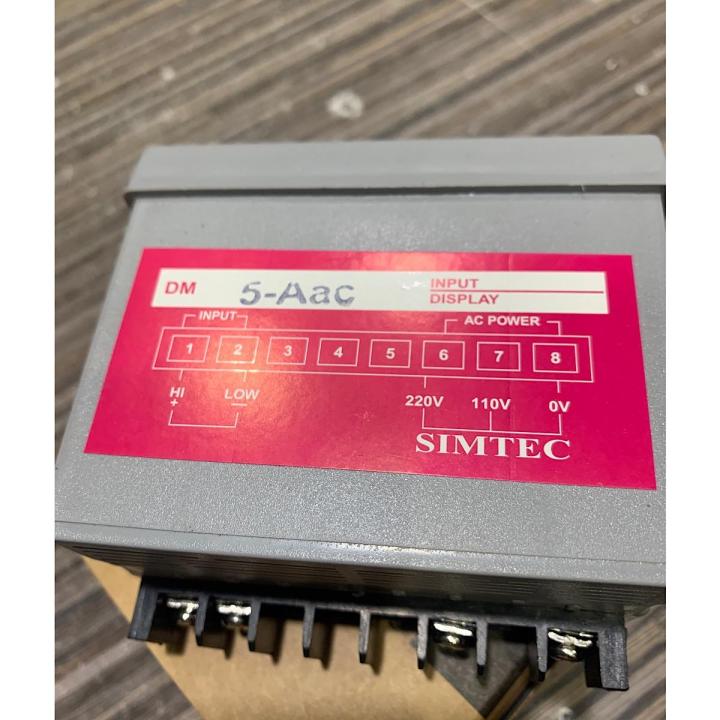 DM 5-Aac INPUT
DISPLAY
INPUT AC POWER
1 2 3 4 5 6 7 8
HI LOW 220V 110V 0V
+ −
SIMTEC